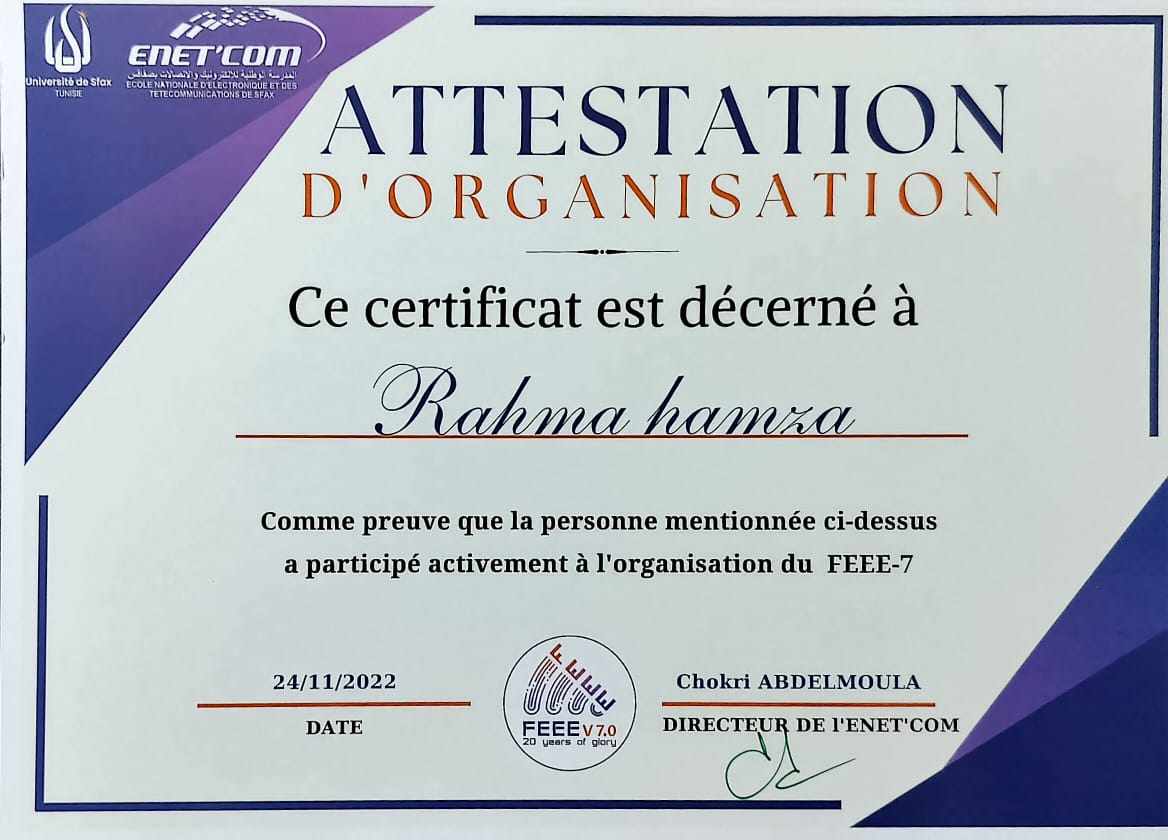 Université de Sfax
TUNISIE
ENET'COM
المدرسة الوطنية للإلكترونيك والاتصالات بصفاقس
ECOLE NATIONALE D'ELECTRONIQUE ET DES
TETECOMMUNICATIONS DE SFAX
ATTESTATION
D'ORGANISATION
Ce certificat est décerné à
Rahma hamza
Comme preuve que la personne mentionnée ci-dessus
a participé activement à l'organisation du FEEE-7
24/11/2022
DATE
FEEE
FEEE V 7.0
20 years of glory
Chokri ABDELMOULA
DIRECTEUR DE l'ENET'COM